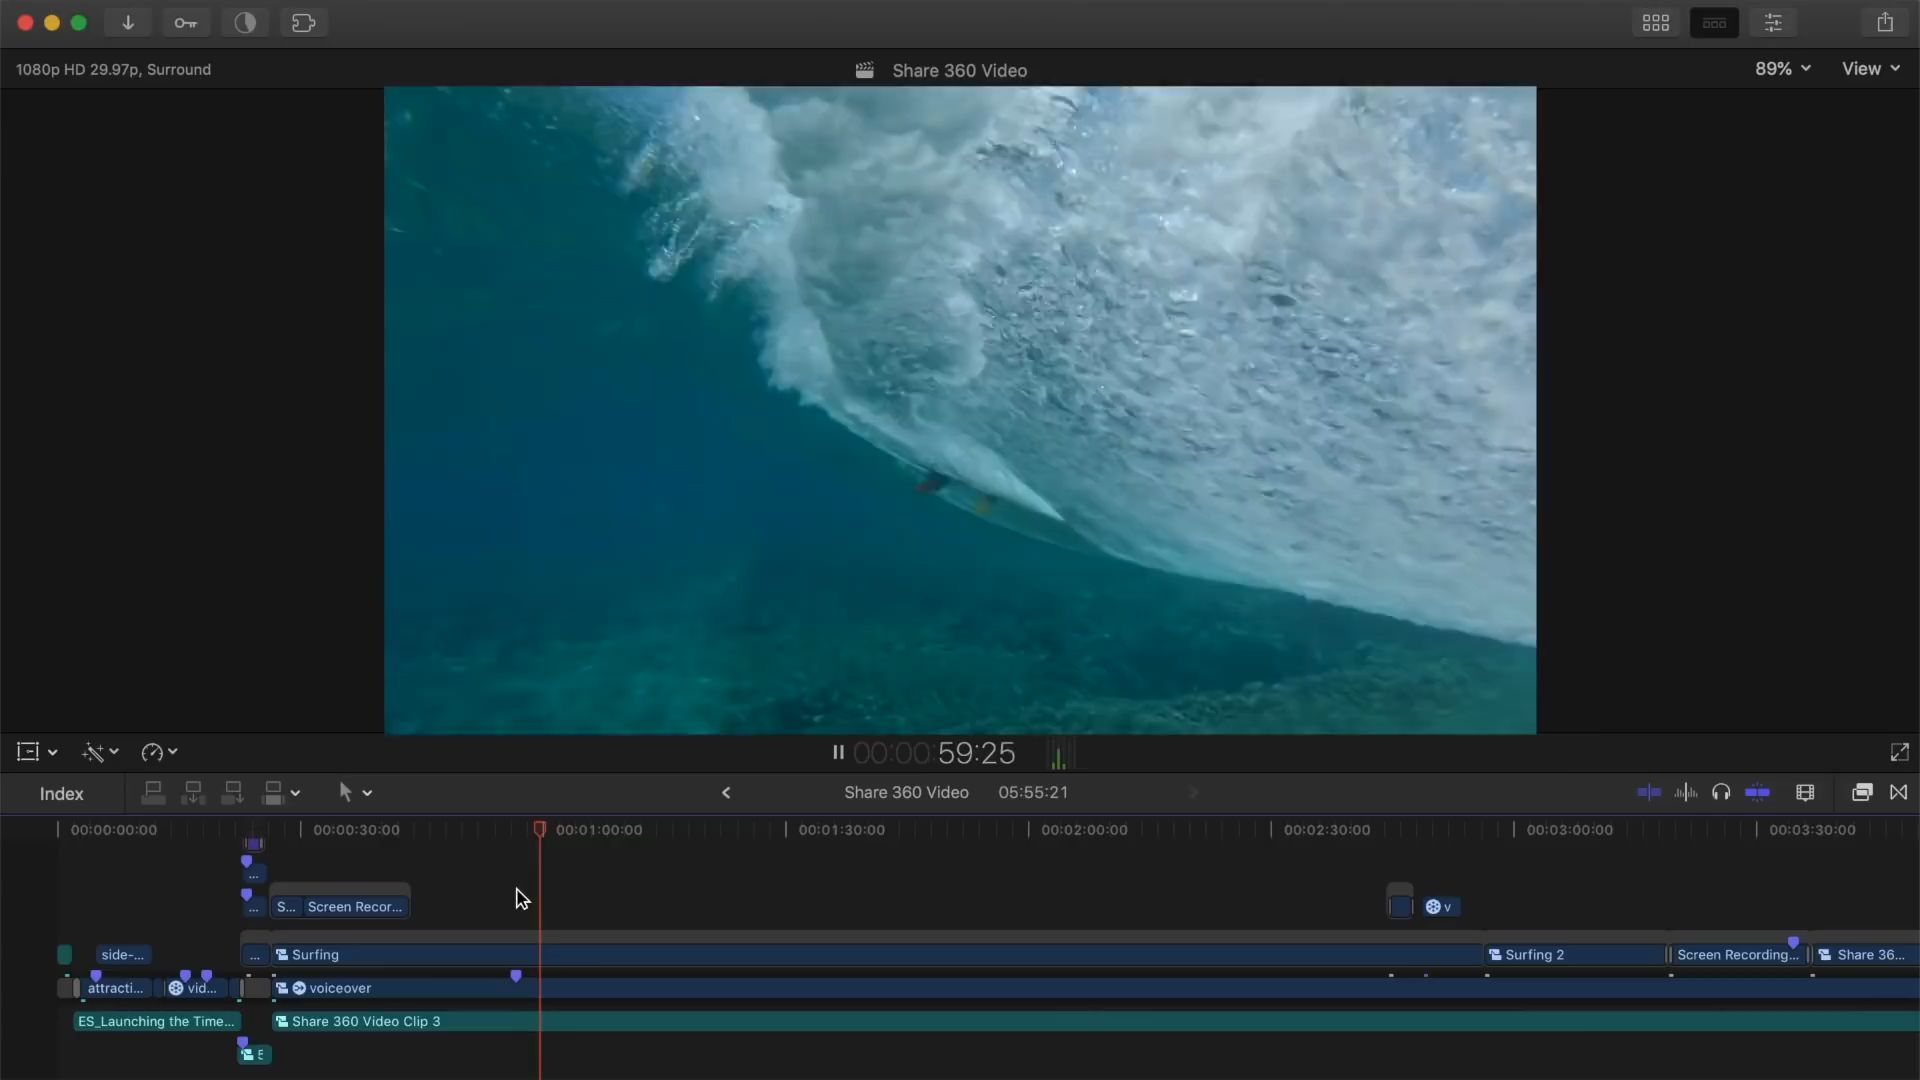 1080p HD 29.97p, Surround
Share 360 Video
89%
View
00:00:59:25
Index
Share 360 Video
05:55:21
00:00:00:00
00:00:30:00
00:01:00:00
00:01:30:00
00:02:00:00
00:02:30:00
00:03:00:00
00:03:30:00
...
... S... Screen Recor... v
side-... ... Surfing Surfing 2 Screen Recording... Share 36...
attracti... vid... voiceover
ES_Launching the Time... Share 360 Video Clip 3
E